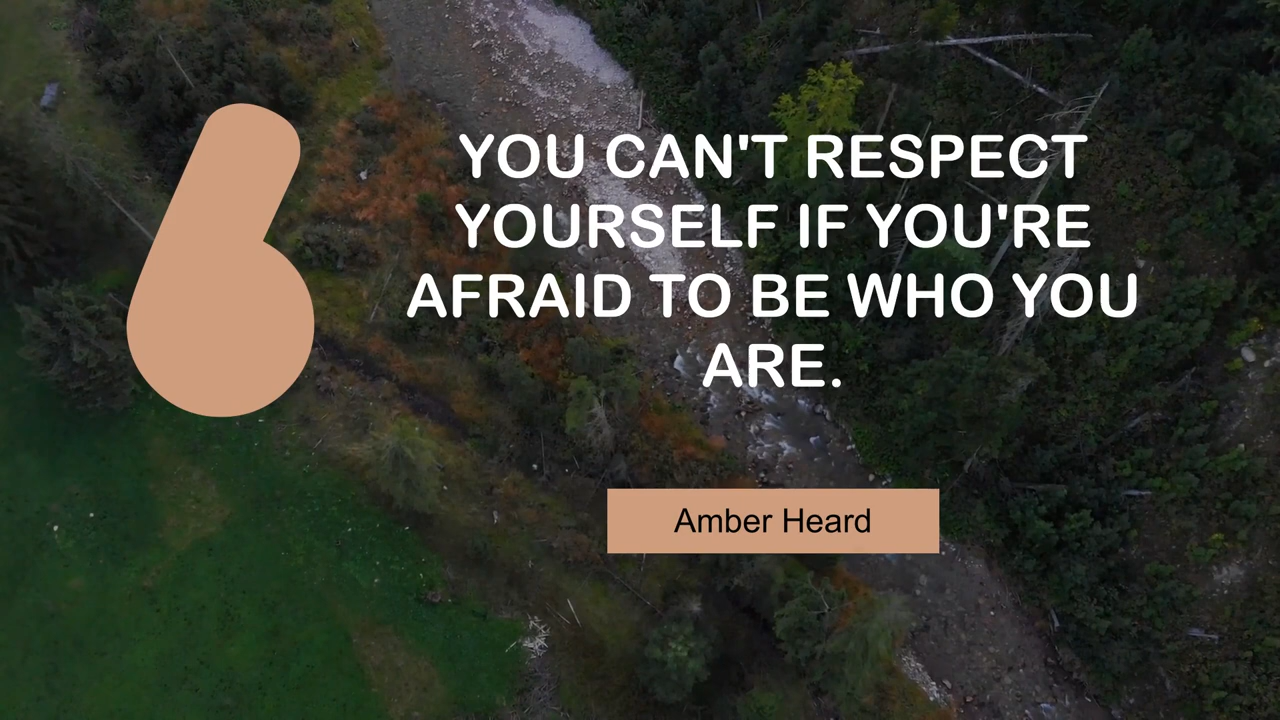 YOU CAN'T RESPECT
YOURSELF IF YOU'RE
AFRAID TO BE WHO YOU
ARE.
Amber Heard